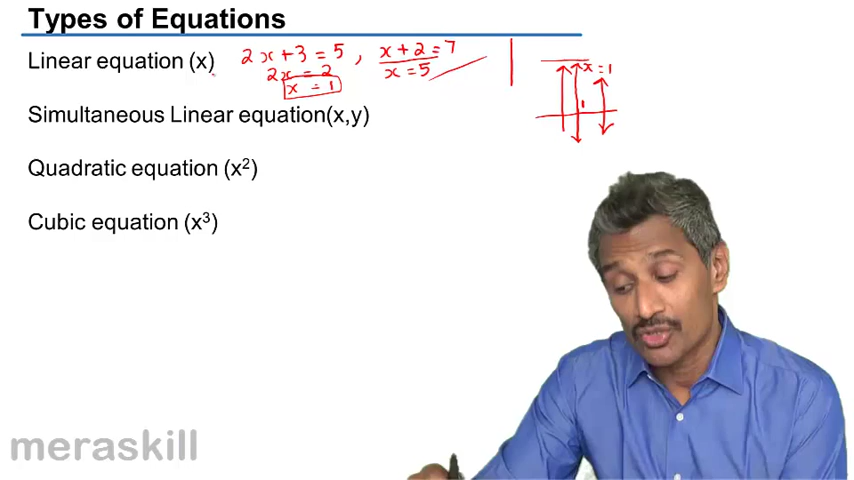 Types of Equations
Linear equation (x)
2x+3=5, x+2=7
2x=2 x=5
x=1
x=1
1
Simultaneous Linear equation(x,y)
Quadratic equation (x²)
Cubic equation (x³)
meraskill